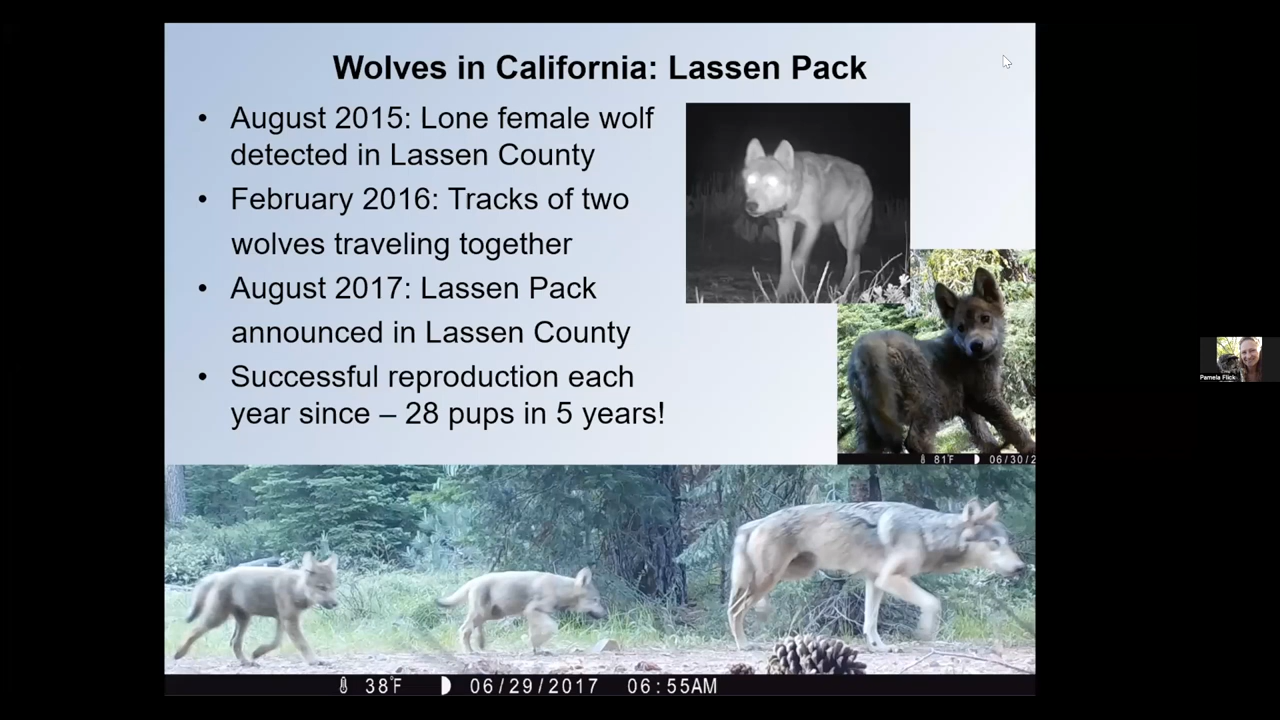 Wolves in California: Lassen Pack
• August 2015: Lone female wolf
detected in Lassen County
• February 2016: Tracks of two
wolves traveling together
• August 2017: Lassen Pack
announced in Lassen County
• Successful reproduction each
year since – 28 pups in 5 years!
81°F 06/30/2
38°F 06/29/2017 06:55AM
Pamela Flick